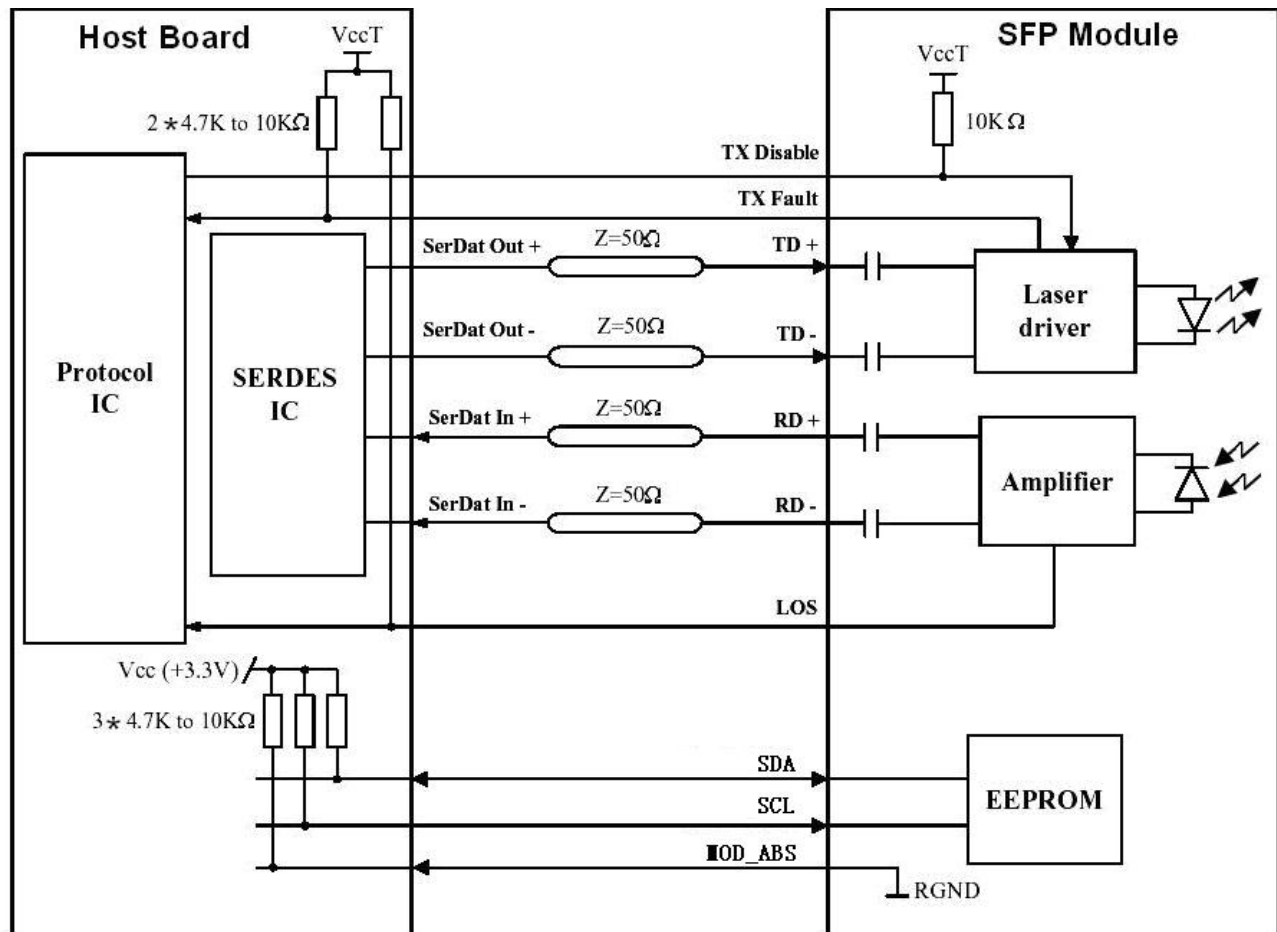 Host Board
VccT
SFP Module
VccT
2*4.7K to 10KΩ
10KΩ
TX Disable
TX Fault
SerDat Out +
Z=50Ω
TD +
Laser
driver
SerDat Out -
Z=50Ω
TD -
Protocol
IC
SERDES
IC
SerDat In +
Z=50Ω
RD +
Amplifier
SerDat In -
Z=50Ω
RD -
LOS
Vcc (+3.3V)
3*4.7K to 10KΩ
SDA
SCL
EEPROM
MOD_ABS
RGND